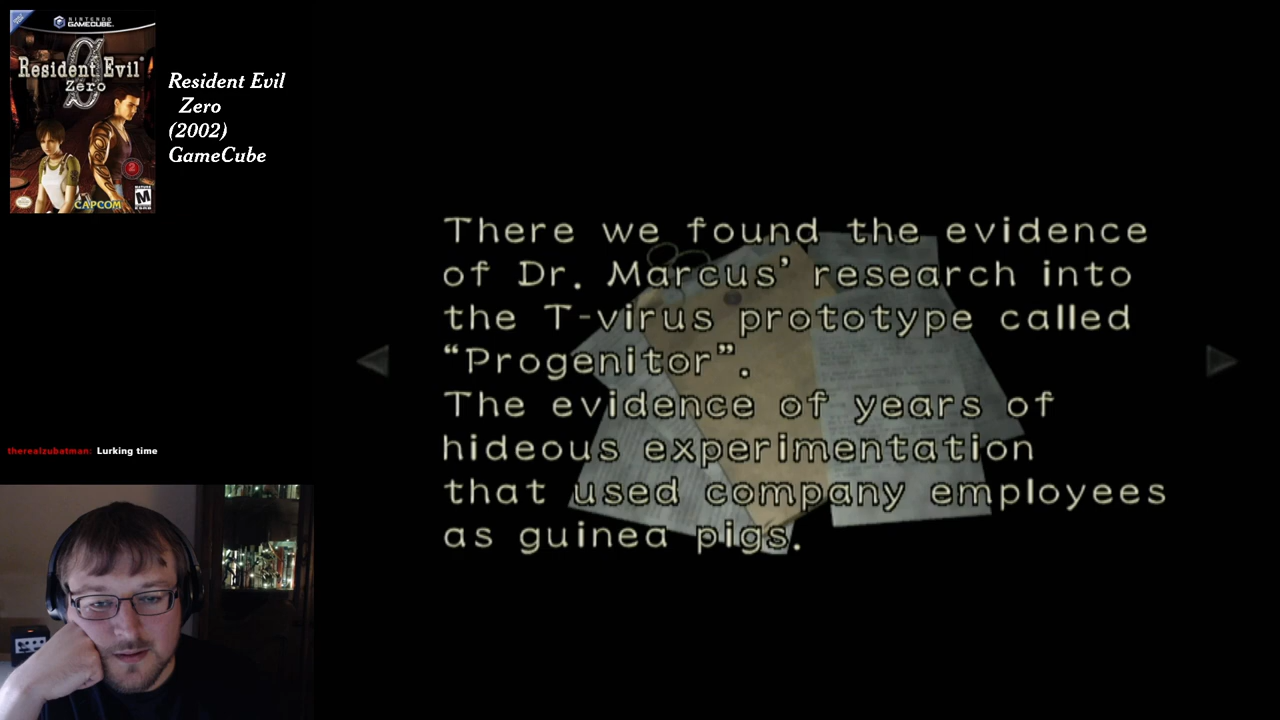 NINTENDO
GAMECUBE.
Resident Evil
Zero
CAPCOM
MATURE
M
Resident Evil
Zero
(2002)
GameCube
There we found the evidence
of Dr. Marcus’ research into
the T-virus prototype called
“Progenitor”.
The evidence of years of
hideous experimentation
that used company employees
as guinea pigs.
therealzubatman: Lurking time